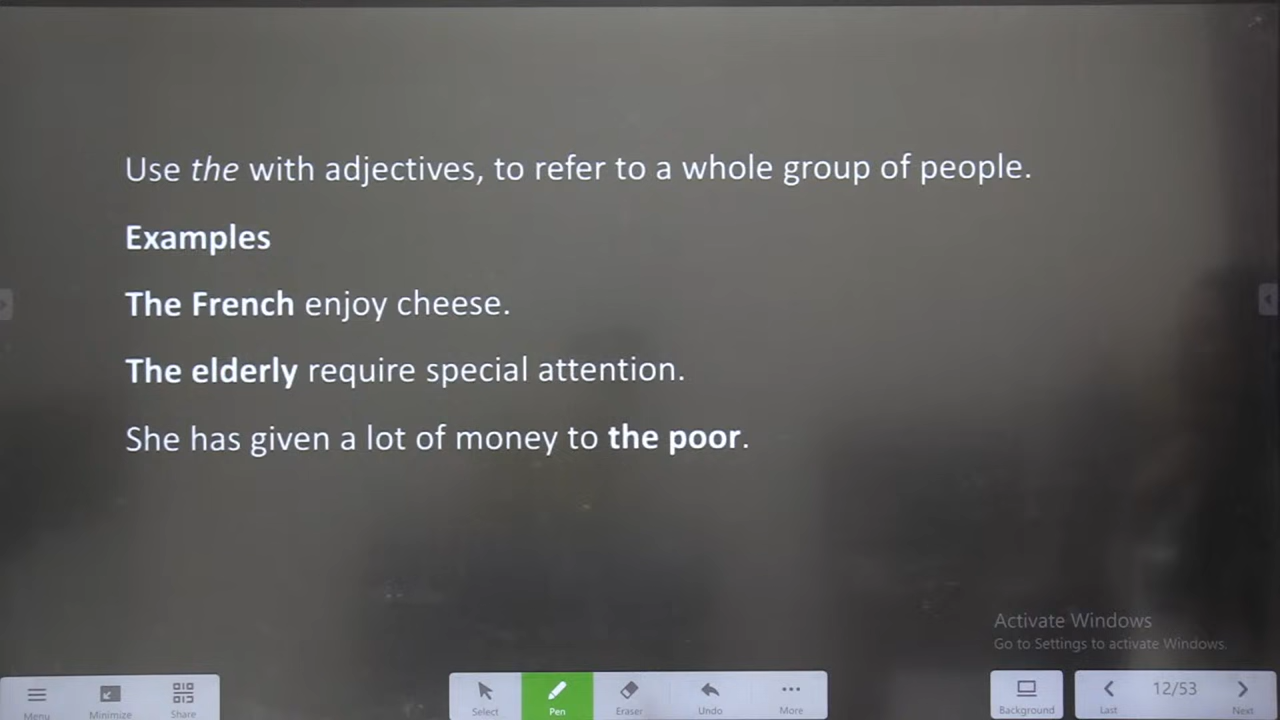 Use the with adjectives, to refer to a whole group of people.
Examples
The French enjoy cheese.
The elderly require special attention.
She has given a lot of money to the poor.
Activate Windows
Go to Settings to activate Windows.
Menu
Minimize
Share
Select
Pen
Eraser
Undo
More
Background
Last
12/53
Next